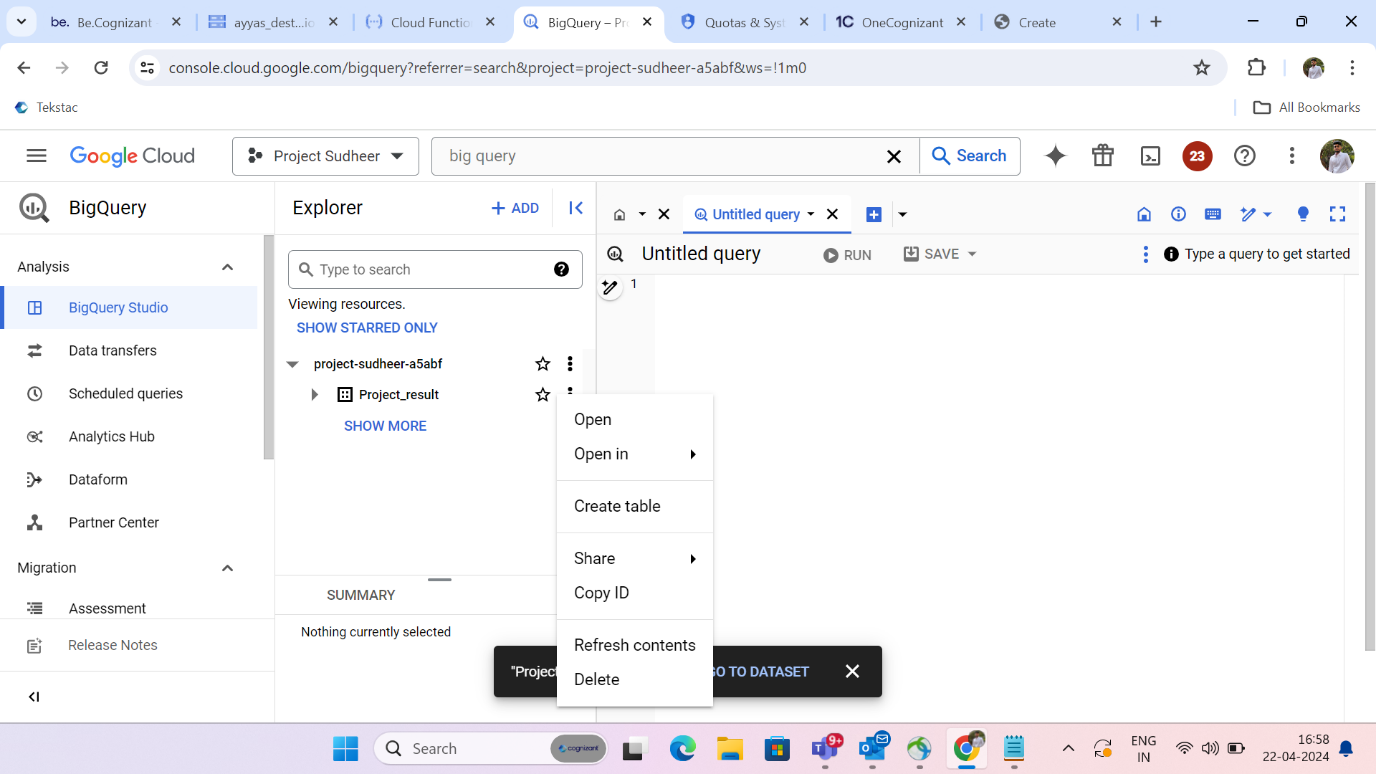 be. Be.Cognizant
ayyas_dest...ic
Cloud Functio
BigQuery – Pr
Quotas & Syst
1C OneCognizant
Create
console.cloud.google.com/bigquery?referrer=search&project=project-sudheer-a5abf&ws=!1m0
Tekstac
All Bookmarks
Google Cloud
Project Sudheer
big query
Search
23
BigQuery
Explorer
+ ADD
Untitled query
Untitled query
RUN
SAVE
Type a query to get started
Analysis
Type to search
1
Viewing resources.
SHOW STARRED ONLY
BigQuery Studio
Data transfers
project-sudheer-a5abf
Scheduled queries
Project_result
SHOW MORE
Analytics Hub
Dataform
Partner Center
Open
Open in
Create table
Share
Copy ID
Refresh contents
Delete
Migration
Assessment
Release Notes
SUMMARY
Nothing currently selected
"Project
GO TO DATASET
Search
cognizant
9+
ENG
IN
16:58
22-04-2024